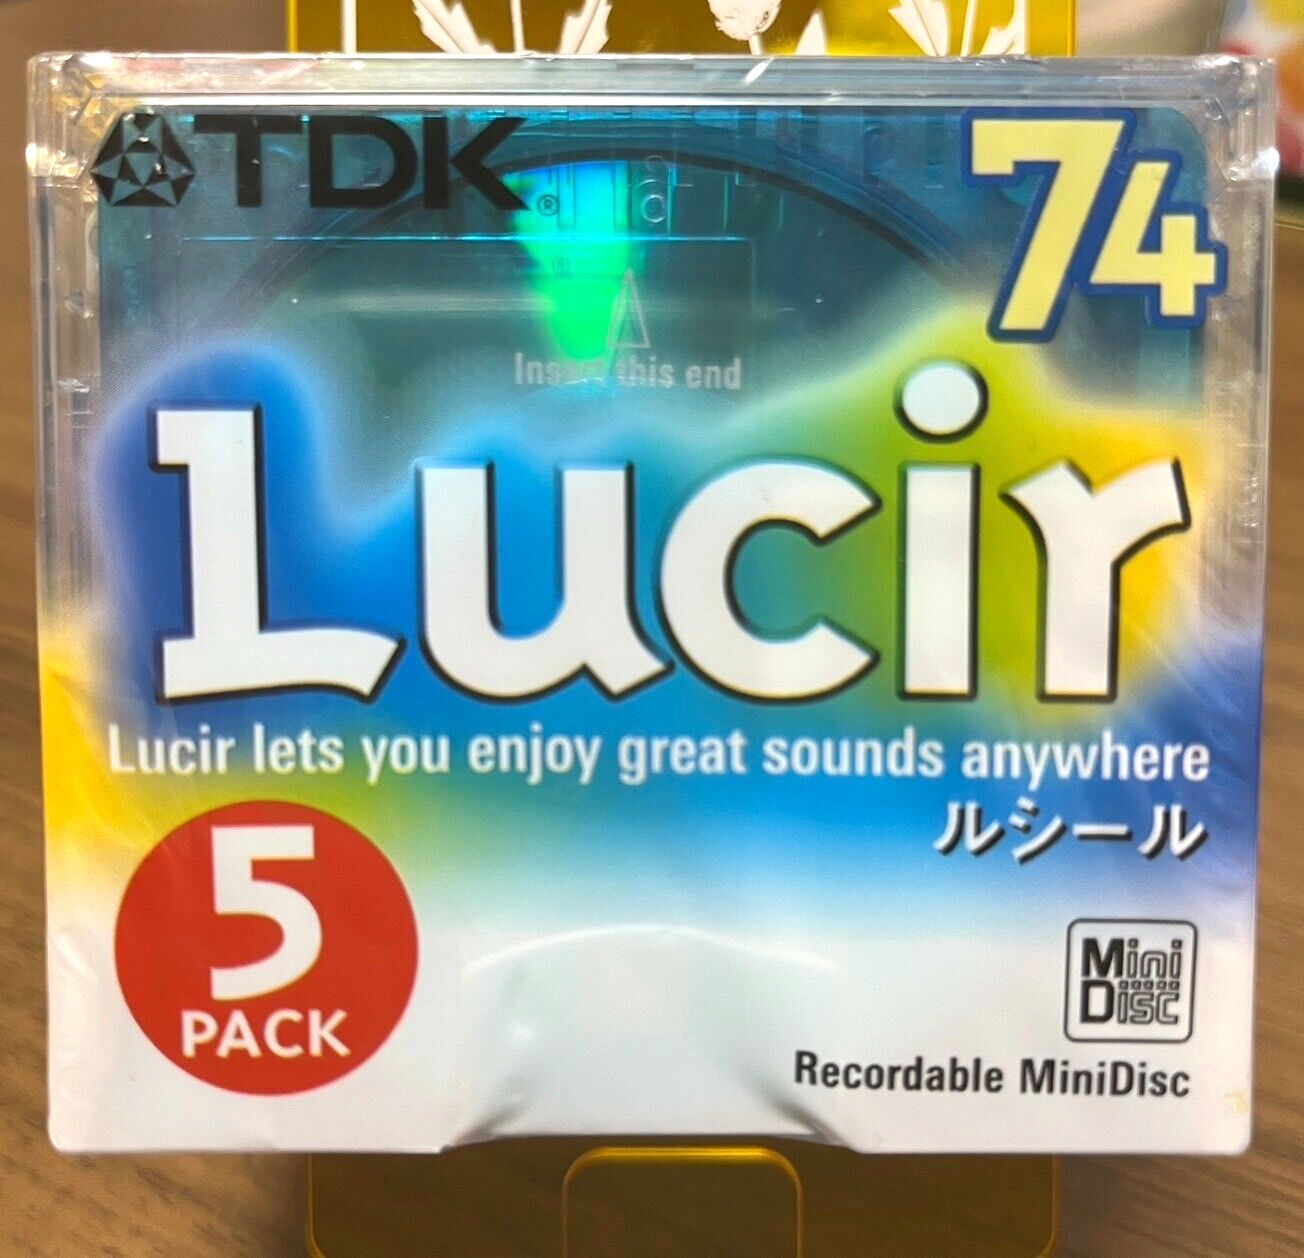 TDK®
74
Insert this end
Lucir
Lucir lets you enjoy great sounds anywhere
ルシール
5
PACK
Mini
Disc
Recordable MiniDisc